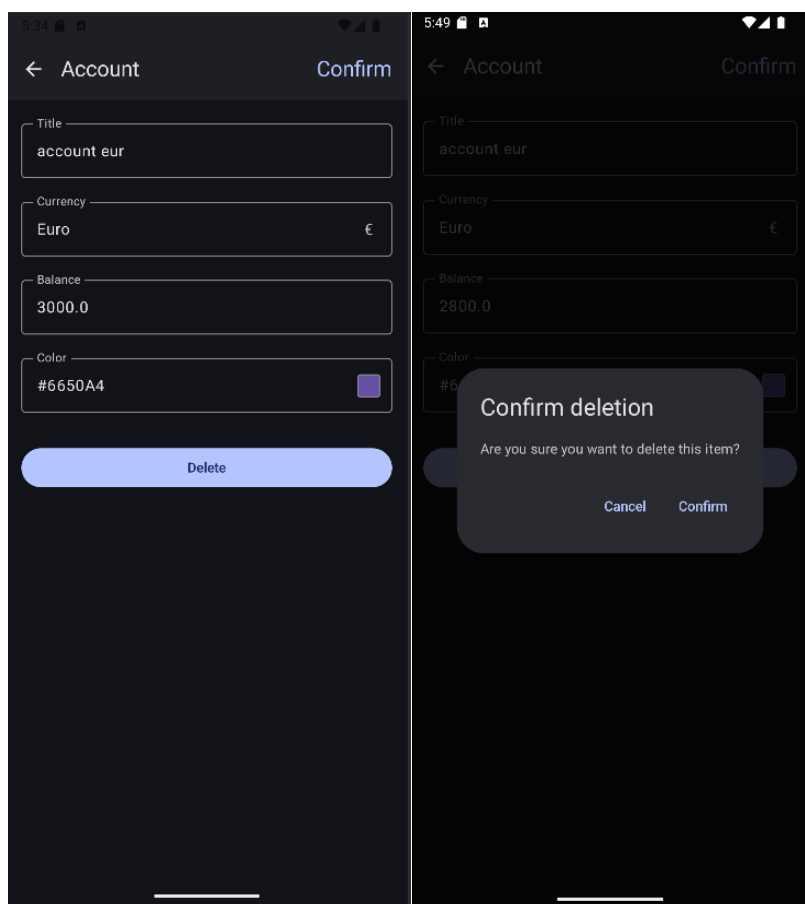 5:34
Account Confirm
Title
account eur
Currency
Euro €
Balance
3000.0
Color
#6650A4
Delete
5:49
Account Confirm
Title
account eur
Currency
Euro €
Balance
2800.0
Color
#6
Confirm deletion
Are you sure you want to delete this item?
Cancel Confirm